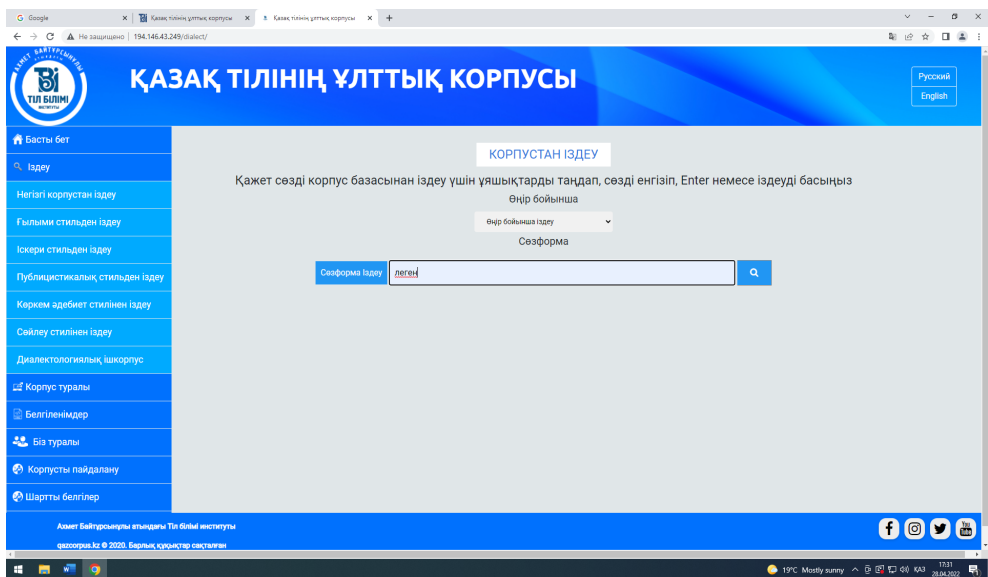 Google
Қазақ тілінің ұлттық корпусы
Қазақ тілінің ұлттық корпусы
Не защищено | 194.146.43.249/dialect/
АХМЕТ БАЙТҰРСЫНҰЛЫ
ТІЛ БІЛІМІ
ИНСТИТУТЫ
ҚАЗАҚ ТІЛІНІҢ ҰЛТТЫҚ КОРПУСЫ
Русский
English
Басты бет
Іздеу
Негізгі корпустан іздеу
Ғылыми стильден іздеу
Іскери стильден іздеу
Публицистикалық стильден іздеу
Көркем әдебиет стилінен іздеу
Сөйлеу стилінен іздеу
Диалектологиялық ішкорпус
Корпус туралы
Белгіленімдер
Біз туралы
Корпусты пайдалану
Шартты белгілер
КОРПУСТАН ІЗДЕУ
Қажет сөзді корпус базасынан іздеу үшін ұяшықтарды таңдап, сөзді енгізіп, Enter немесе іздеуді басыңыз
Өңір бойынша
Өңір бойынша іздеу
Сөзформа
Сөзформа Іздеу
леген
Ахмет Байтұрсынұлы атындағы Тіл білімі институты
qazcorpus.kz © 2020. Барлық құқықтар сақталған
You
Tube
19°C Mostly sunny
ҚАЗ
17:31
28.04.2022